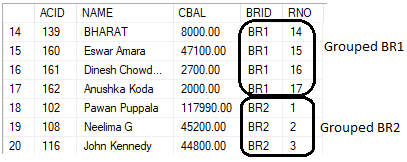 ACID NAME CBAL BRID RNO
14 139 BHARAT 8000.00 BR1 14
15 160 Eswar Amara 47100.00 BR1 15
Grouped BR1
16 161 Dinesh Chowd... 2700.00 BR1 16
17 162 Anushka Koda 2000.00 BR1 17
18 102 Pawan Puppala 117990.00 BR2 1
19 108 Neelima G 45200.00 BR2 2
Grouped BR2
20 116 John Kennedy 44800.00 BR2 3